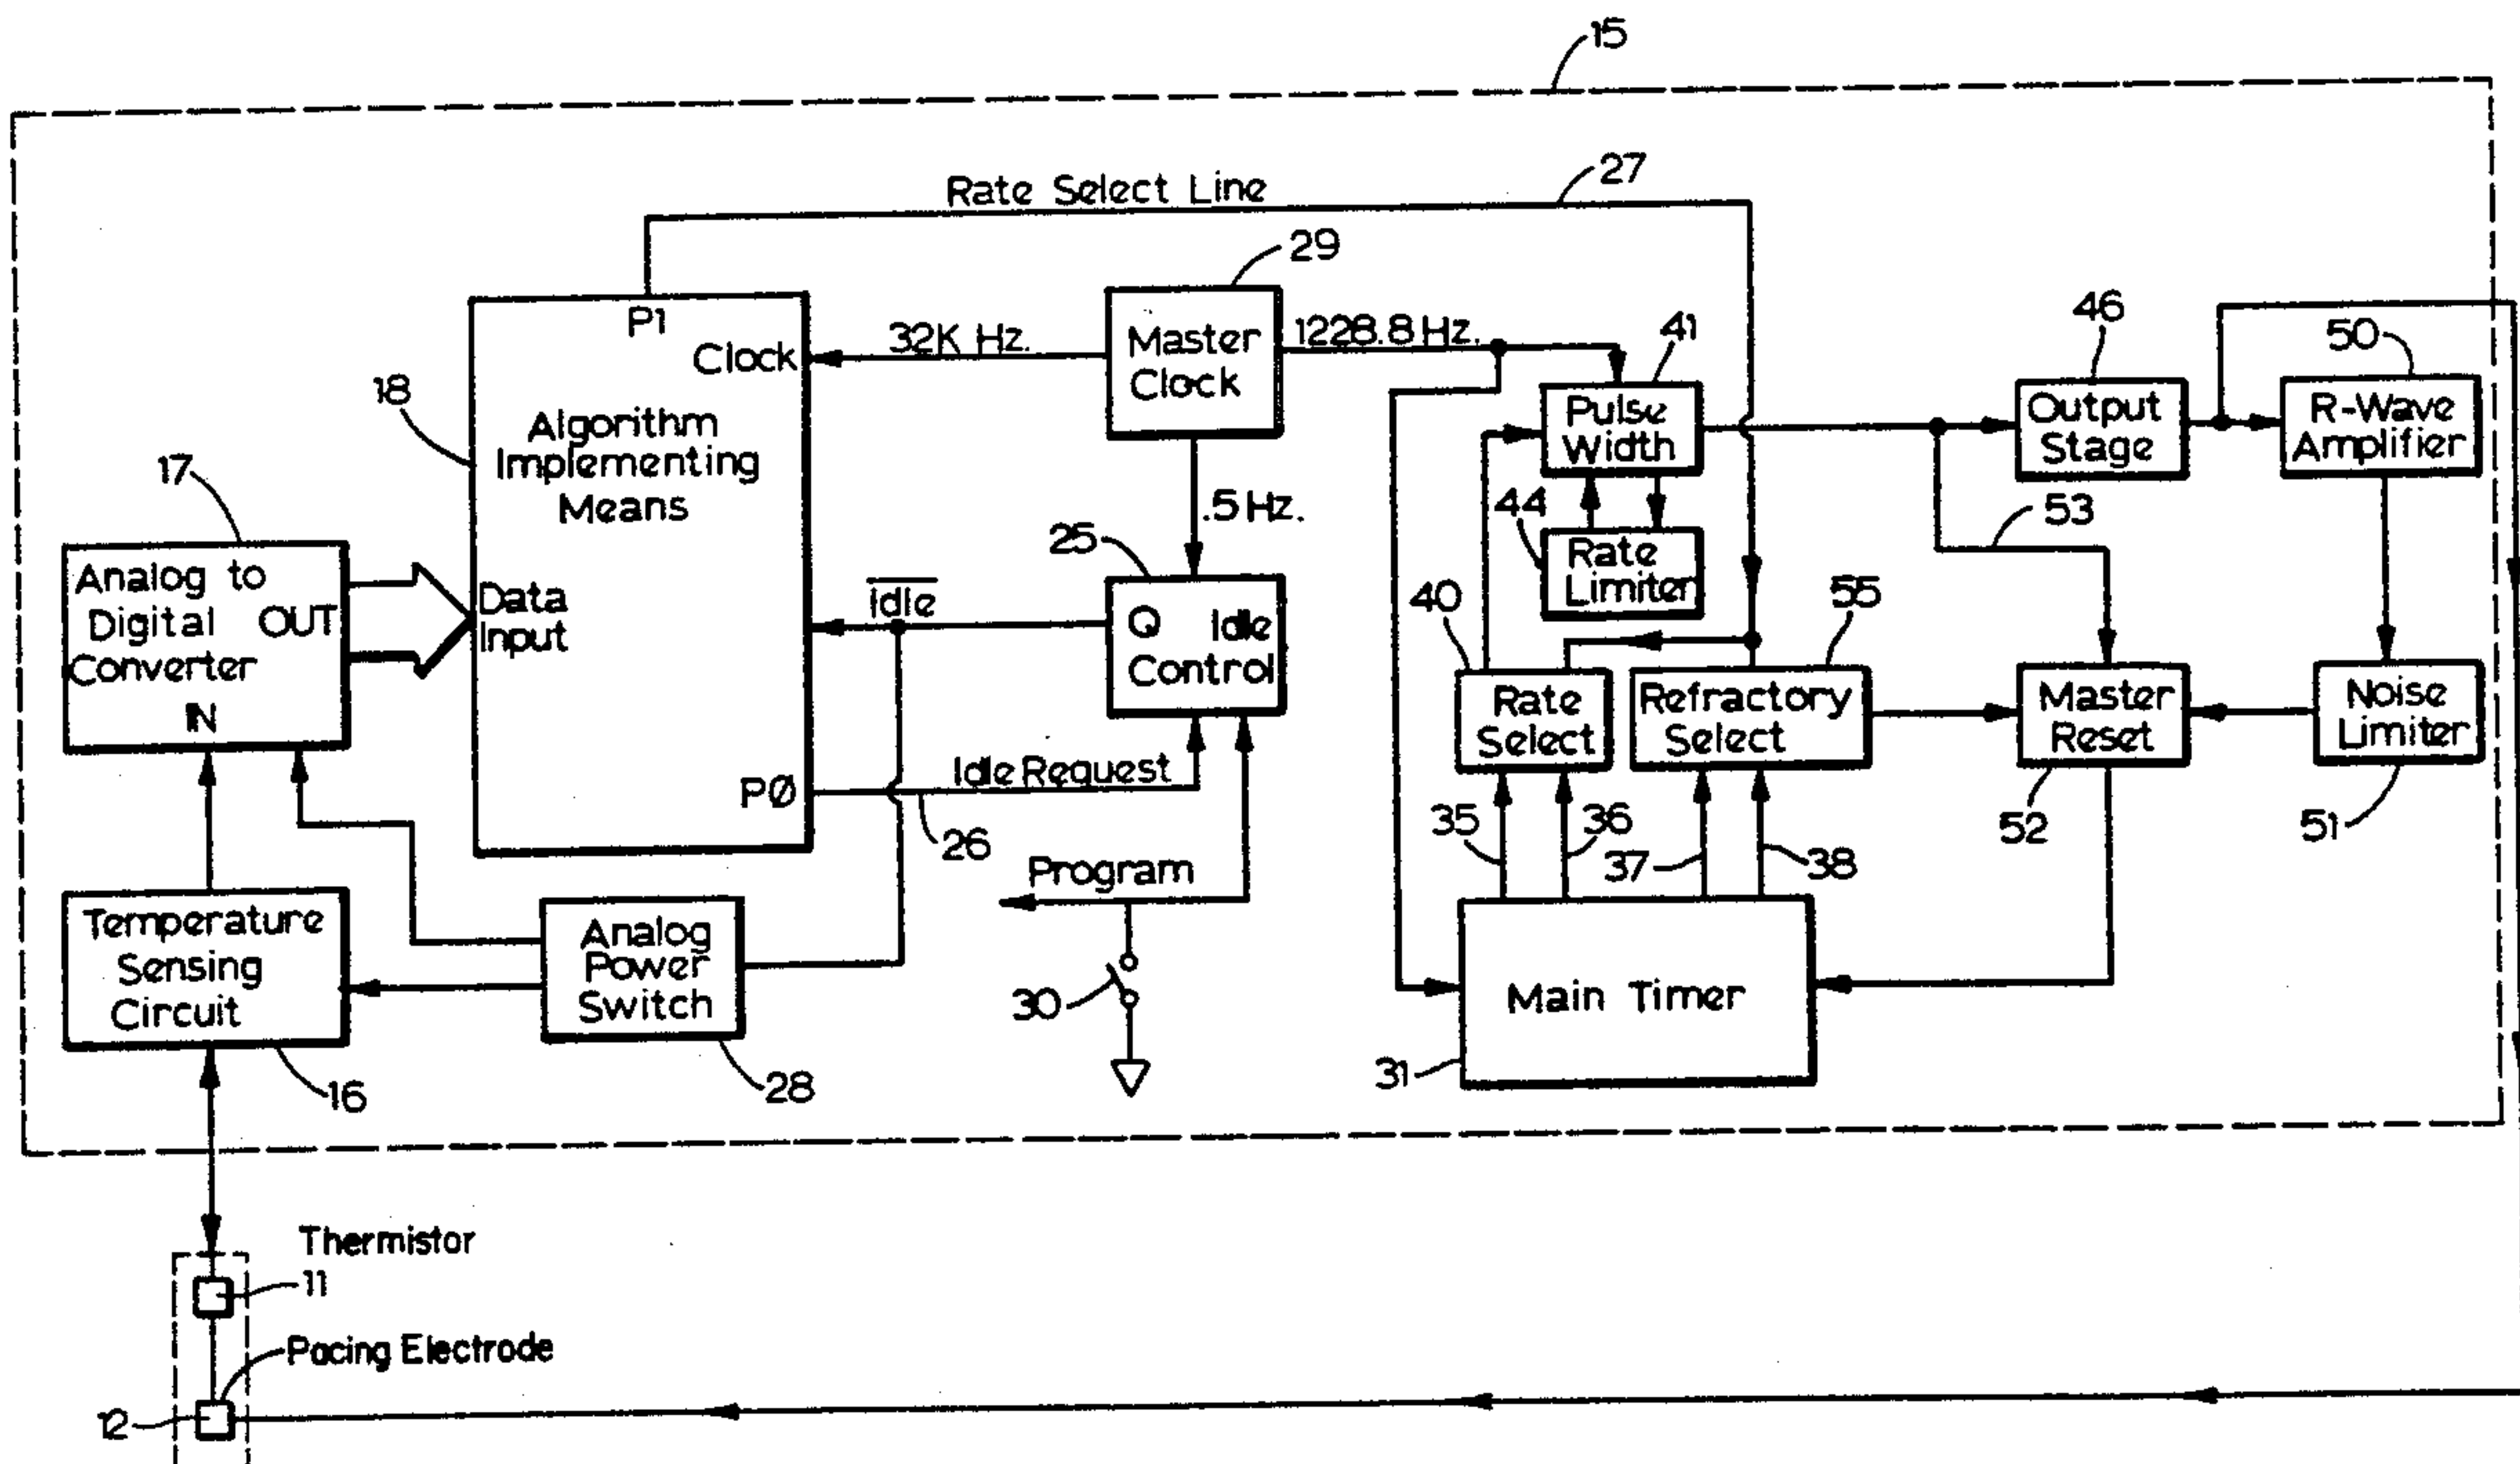 15
Rate Select Line
27
29
P1
Clock
32K Hz.
Master
Clock
1228.8 Hz.
41
46
50
18
Algorithm
Implementing
Means
Pulse
Width
Output
Stage
R-Wave
Amplifier
17
.5 Hz.
44
53
25
Rate
Limiter
Analog to
Digital OUT
Converter
IN
Data
Input
Idle
Q Idle
Control
40
55
Rate
Select
Refractory
Select
Master
Reset
Noise
Limiter
PØ
Idle Request
26
35
36
37
38
52
51
Program
Temperature
Sensing
Circuit
Analog
Power
Switch
30
Main Timer
31
16
28
Thermistor
11
Pacing Electrode
12